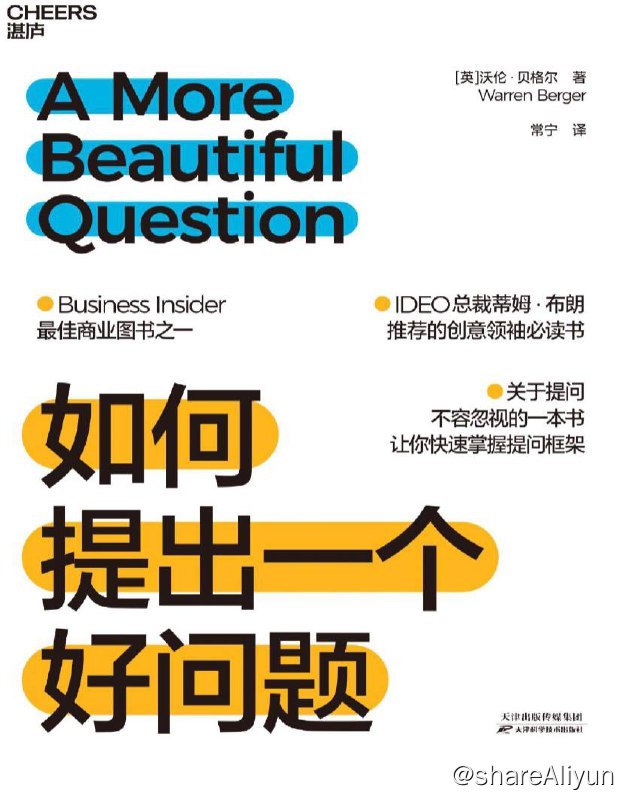 CHEERS
湛庐
A More
Beautiful
Question
[英]沃伦·贝格尔 著
Warren Berger
常宁 译
Business Insider
最佳商业图书之一
IDEO总裁蒂姆·布朗
推荐的创意领袖必读书
关于提问
不容忽视的一本书
让你快速掌握提问框架
如何
提出一个
好问题
天津出版传媒集团
天津科学技术出版社
@shareAliyun